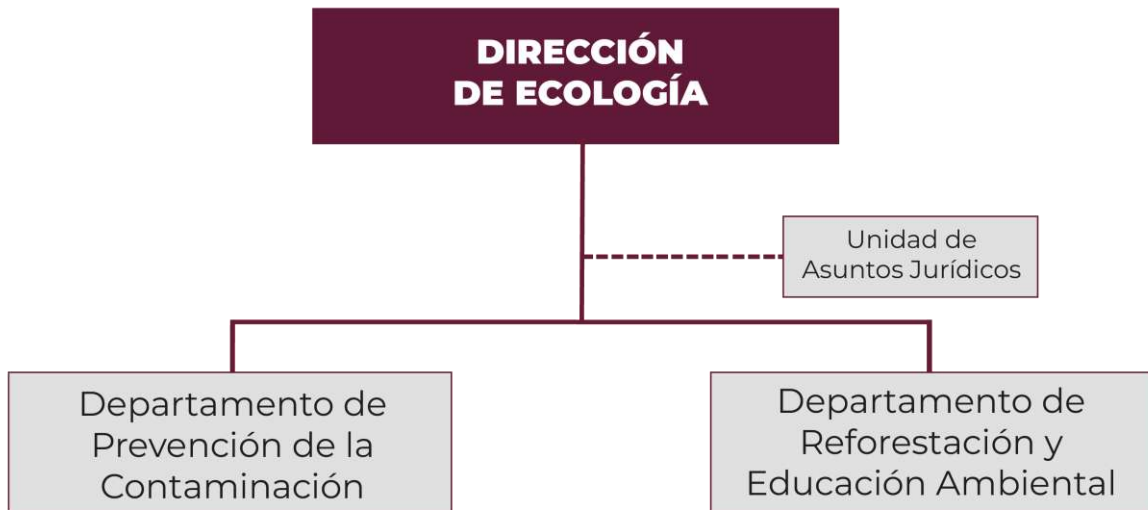 DIRECCIÓN
DE ECOLOGÍA
Unidad de
Asuntos Jurídicos
Departamento de
Prevención de la
Contaminación
Departamento de
Reforestación y
Educación Ambiental